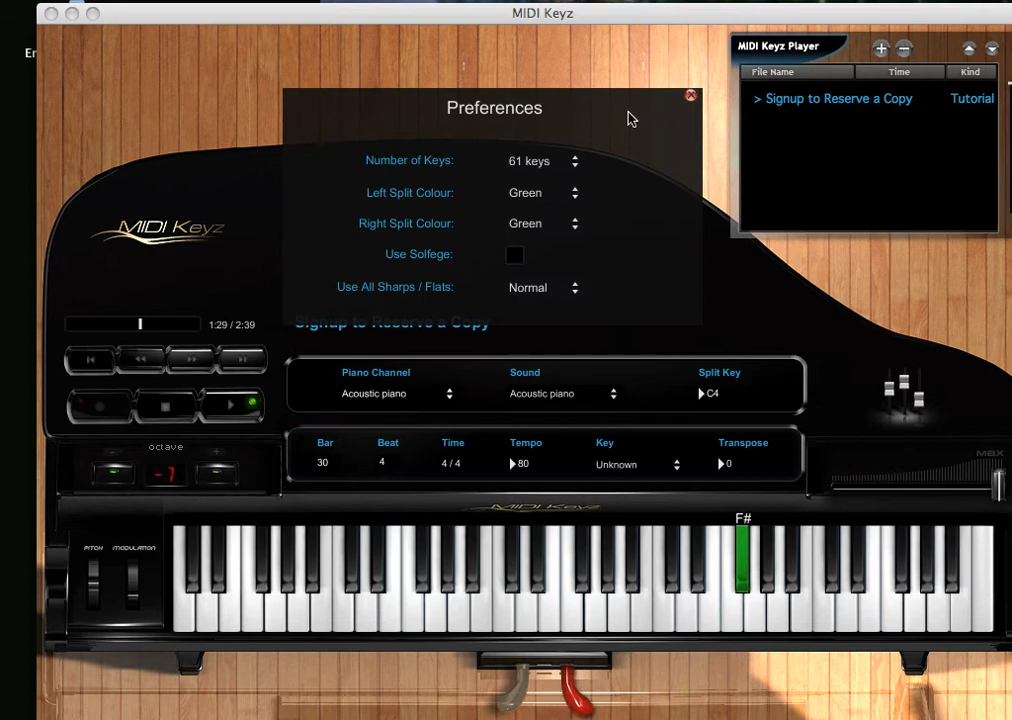 MIDI Keyz
Er
MIDI Keyz Player
File Name Time Kind
> Signup to Reserve a Copy Tutorial
Preferences
Number of Keys: 61 keys
Left Split Colour: Green
Right Split Colour: Green
Use Solfege:
Use All Sharps / Flats: Normal
MIDI Keyz
1:29 / 2:39
Signup to Reserve a Copy
Piano Channel Sound Split Key
Acoustic piano Acoustic piano C4
Bar Beat Time Tempo Key Transpose
30 4 4 / 4 80 Unknown 0
octave
- +
-1
MAX
MIDI Keyz
F#
PITCH MODULATION